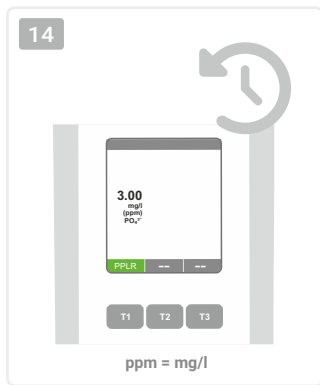 14
3.00
mg/l
(ppm)
PO₄³⁻
PPLR -- --
T1 T2 T3
ppm = mg/l